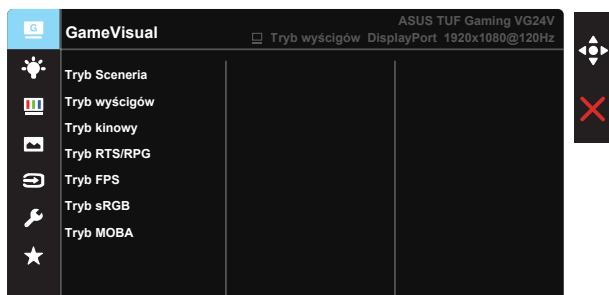 G
GameVisual
ASUS TUF Gaming VG24V
Tryb wyścigów DisplayPort 1920x1080@120Hz
Tryb Sceneria
Tryb wyścigów
Tryb kinowy
Tryb RTS/RPG
Tryb FPS
Tryb sRGB
Tryb MOBA